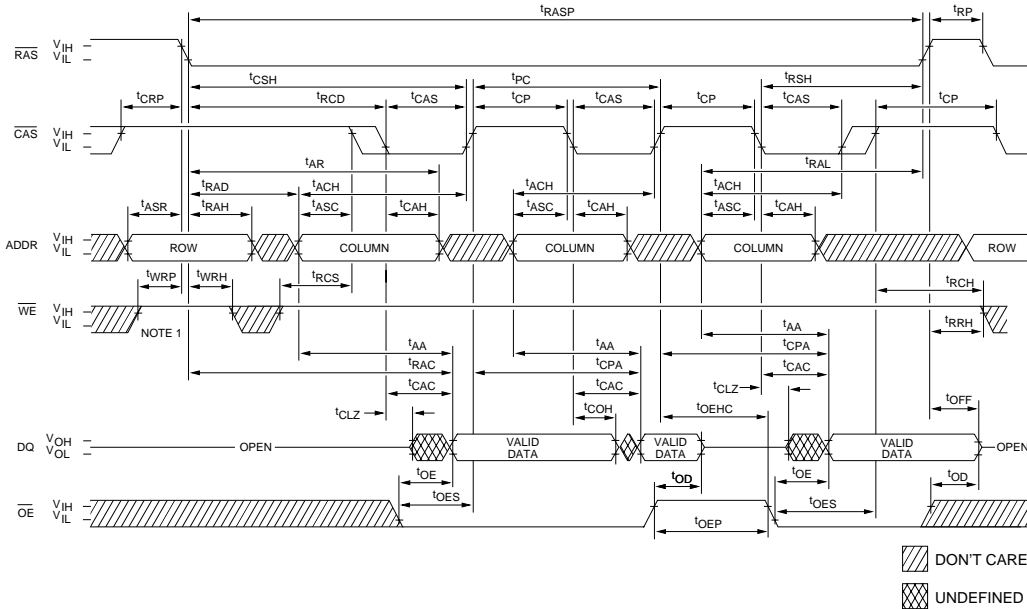 tRASP tRP
RAS VIH
VIL
tCSH tPC tRSH
tCRP tRCD tCAS tCP tCAS tCP tCAS tCP
CAS VIH
VIL
tAR tRAL
tRAD tACH tACH tACH
tASR tRAH tASC tCAH tASC tCAH tASC tCAH
ADDR VIH
VIL
ROW COLUMN COLUMN COLUMN ROW
tWRP tWRH tRCS tRCH
WE VIH
VIL
NOTE 1 tRRH
tAA tAA tAA
tRAC tCPA tCPA
tCAC tCAC tCAC
tCLZ tCOH tOEHC tCLZ tOFF
DQ VOH
VOL
OPEN VALID DATA VALID DATA VALID DATA OPEN
tOE tOD tOE tOD
tOES tOES
OE VIH
VIL
tOEP
DON'T CARE
UNDEFINED